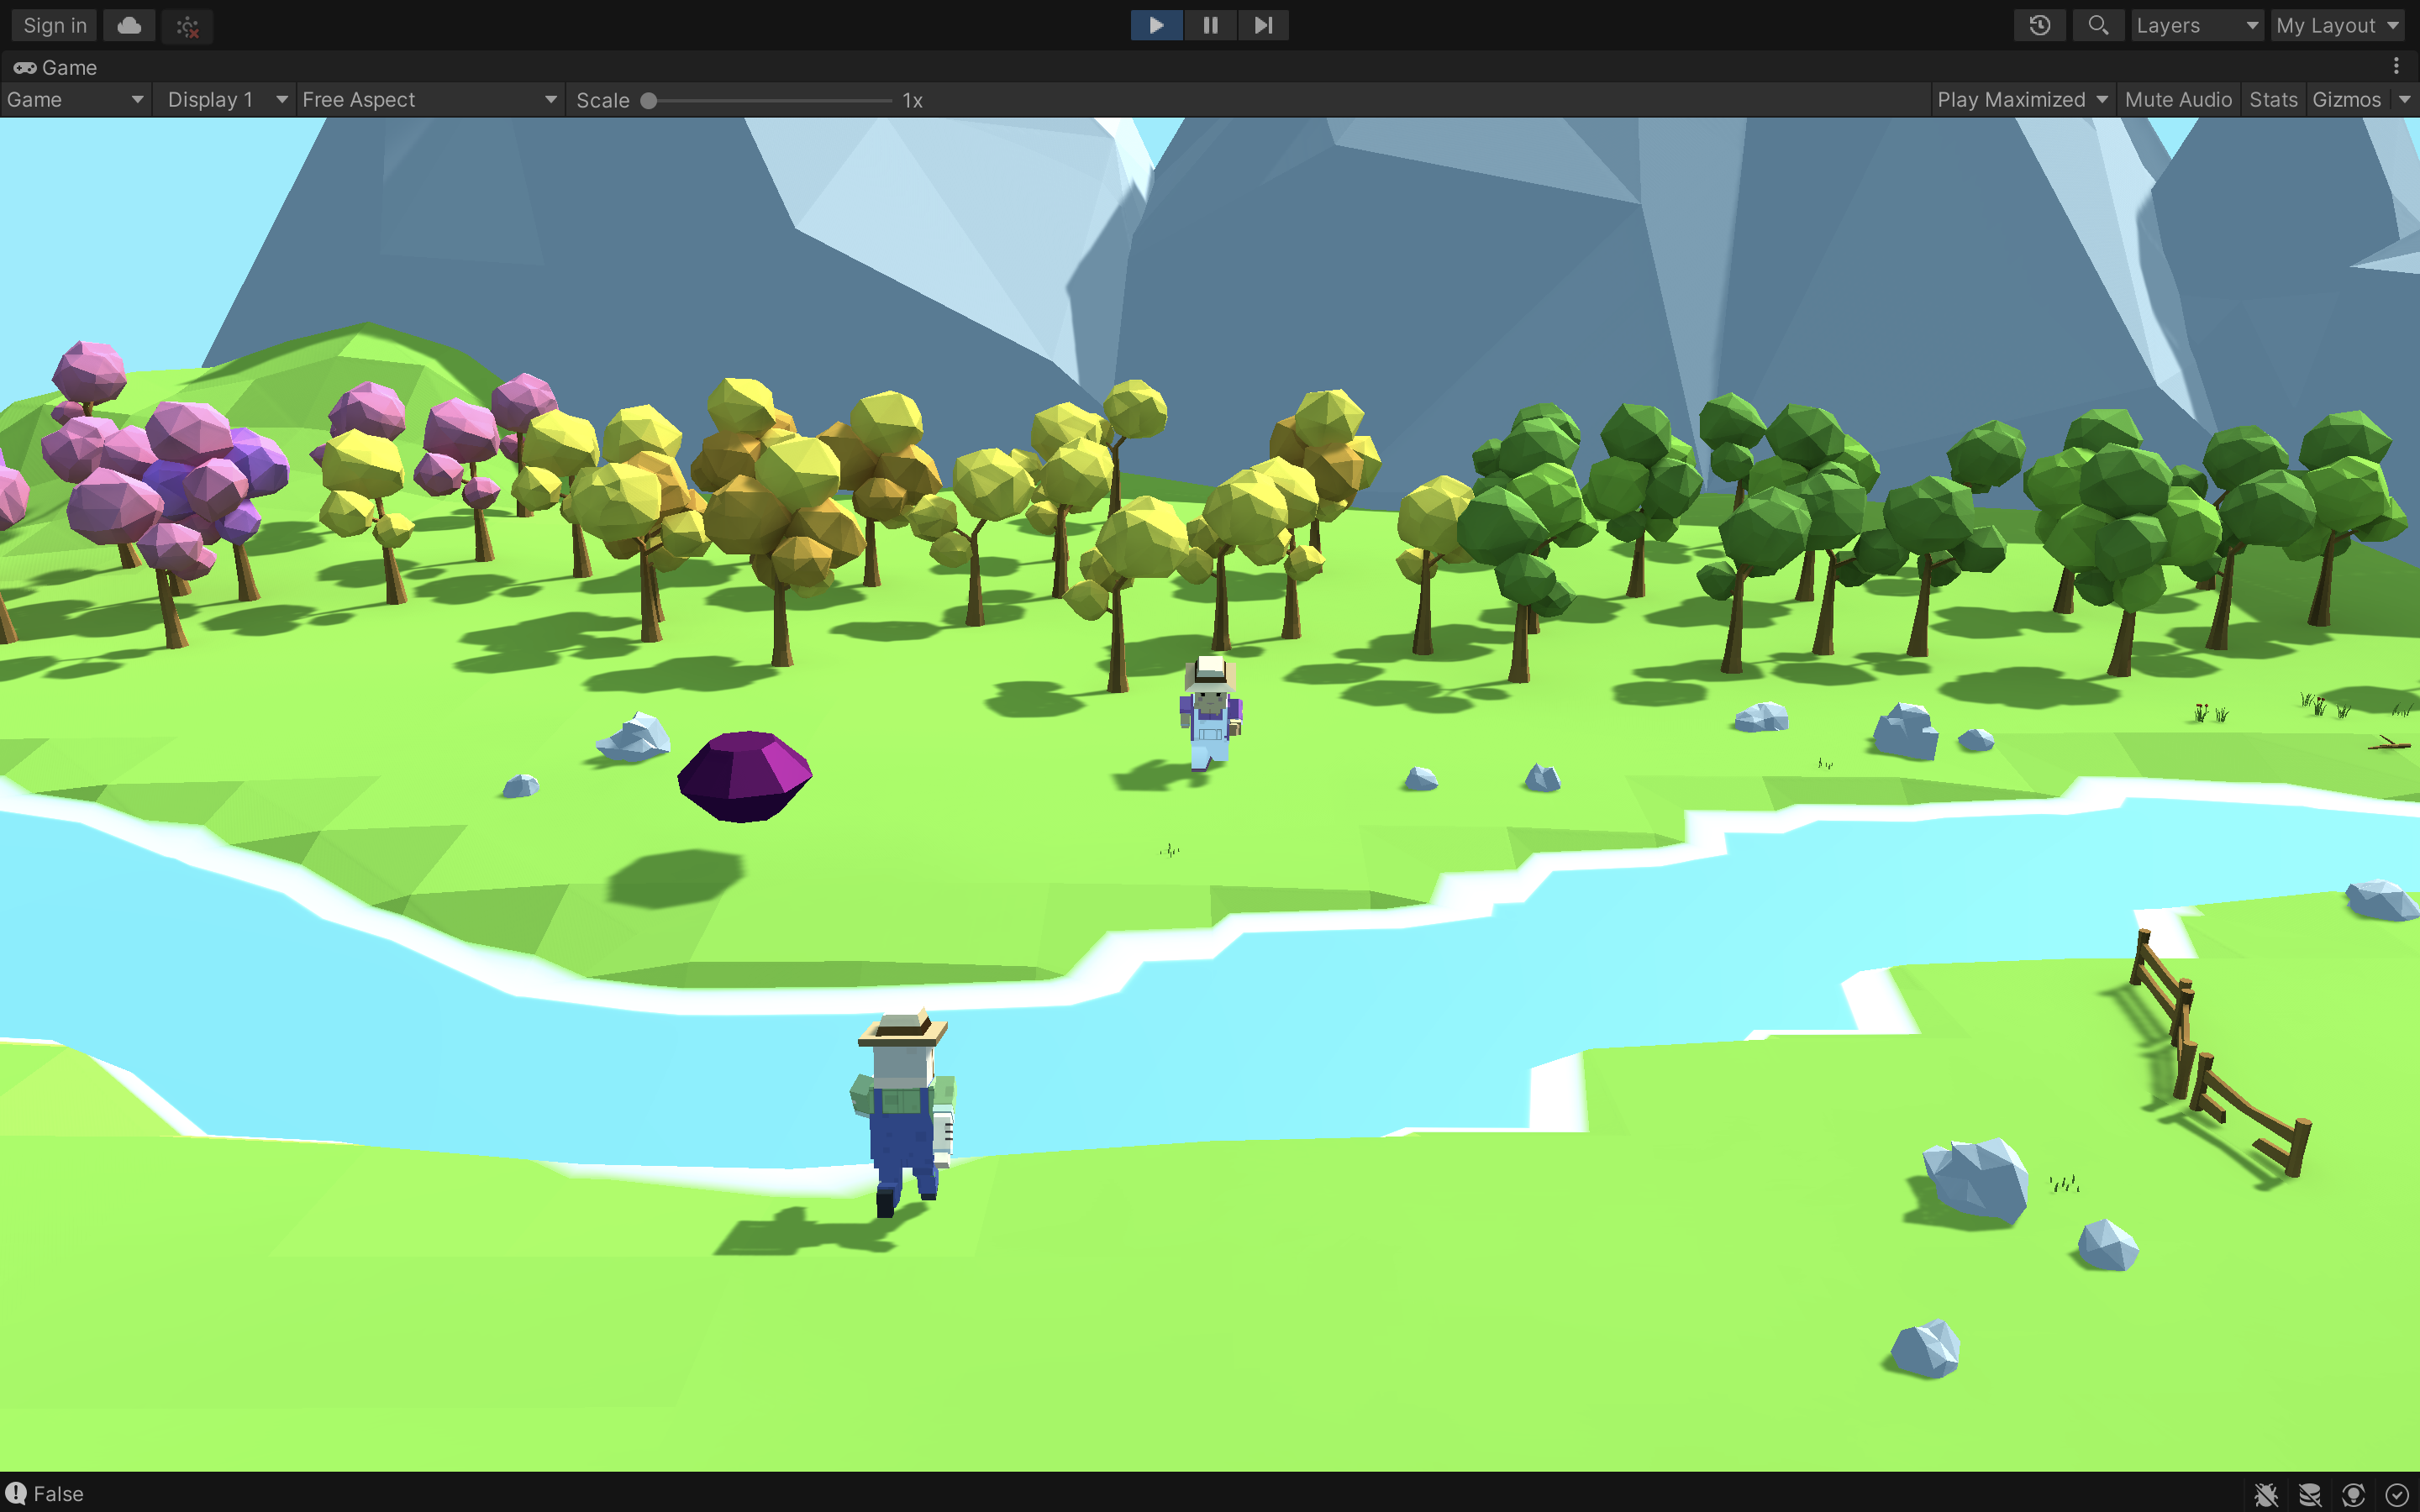 Sign in
Layers
My Layout
Game
Game
Display 1
Free Aspect
Scale
1x
Play Maximized
Mute Audio
Stats
Gizmos
False